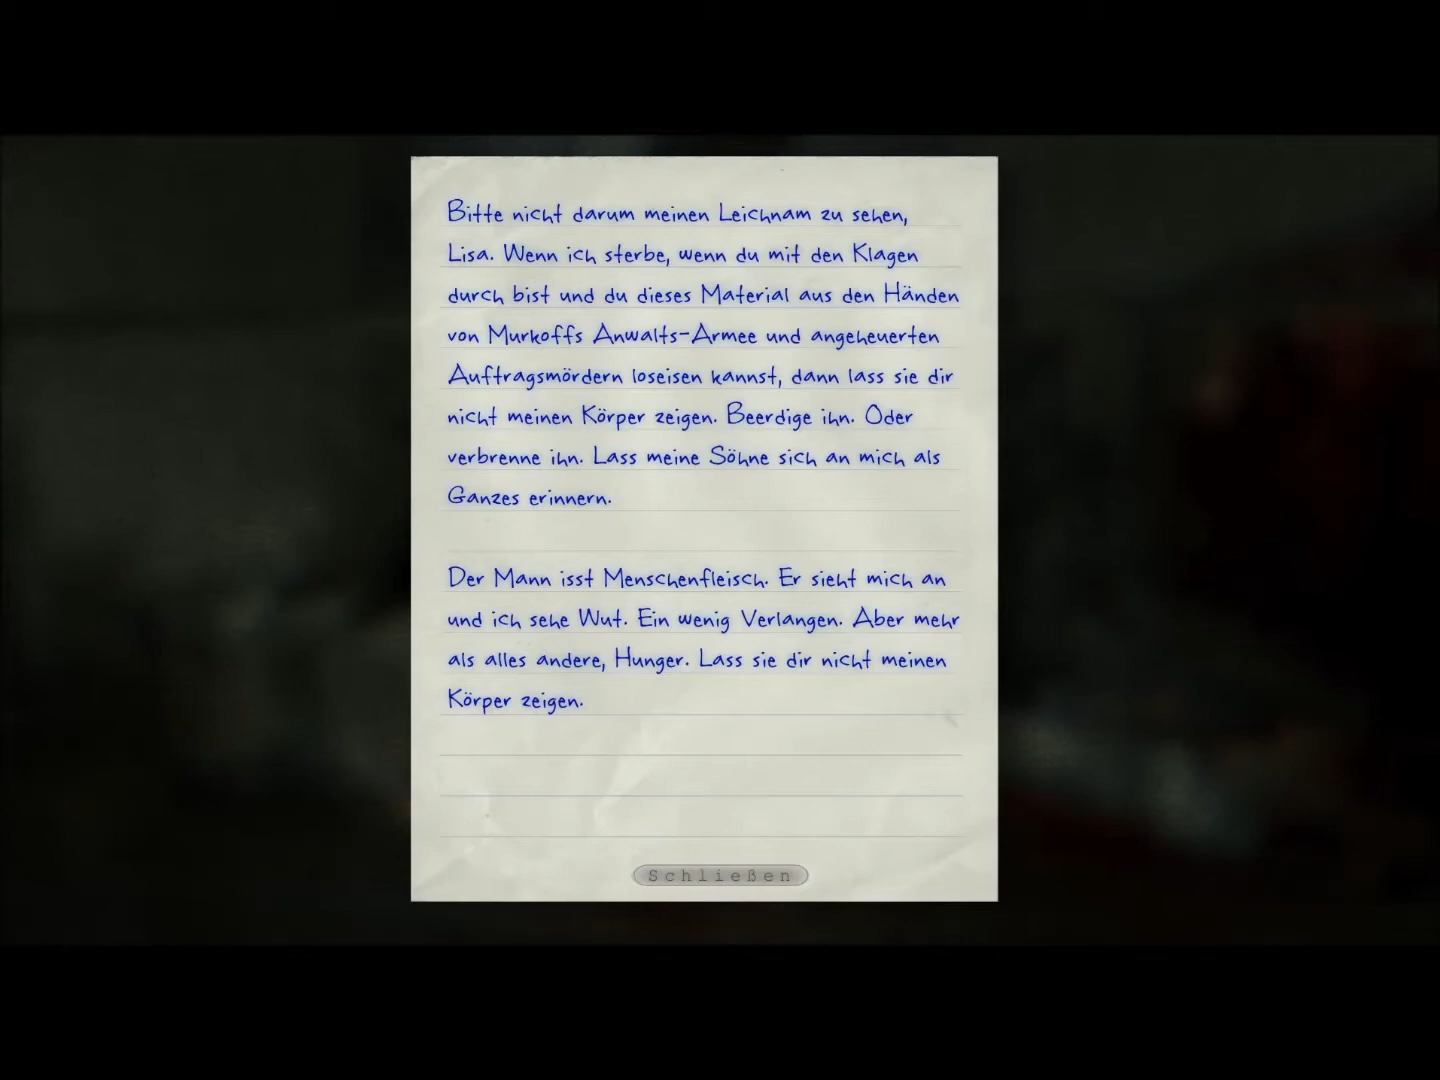 Bitte nicht darum meinen Leichnam zu sehen,
Lisa. Wenn ich sterbe, wenn du mit den Klagen
durch bist und du dieses Material aus den Händen
von Murkoffs Anwalts-Armee und angeheuerten
Auftragsmördern loseisen kannst, dann lass sie dir
nicht meinen Körper zeigen. Beerdige ihn. Oder
verbrenne ihn. Lass meine Söhne sich an mich als
Ganzes erinnern.
Der Mann isst Menschenfleisch. Er sieht mich an
und ich sehe Wut. Ein wenig Verlangen. Aber mehr
als alles andere, Hunger. Lass sie dir nicht meinen
Körper zeigen.
Schließen